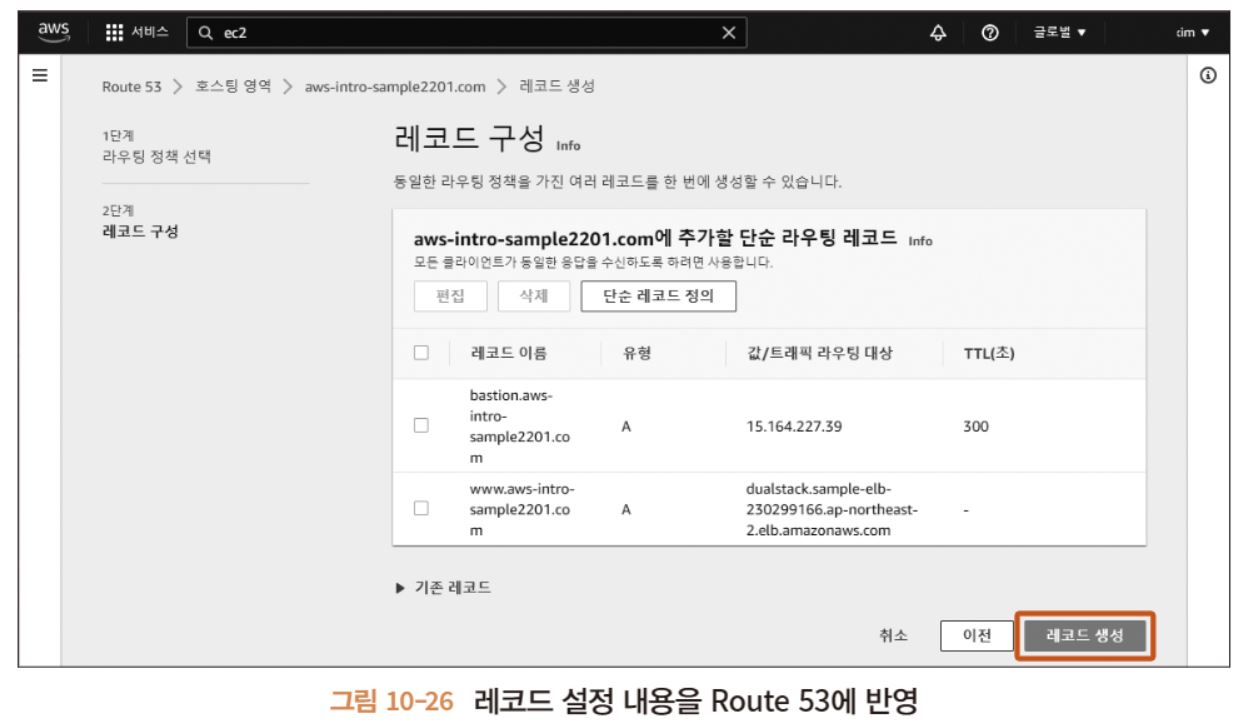 aws 서비스 ec2 글로벌 ▼ cim ▼
Route 53 > 호스팅 영역 > aws-intro-sample2201.com > 레코드 생성
1단계
라우팅 정책 선택
2단계
레코드 구성
레코드 구성 Info
동일한 라우팅 정책을 가진 여러 레코드를 한 번에 생성할 수 있습니다.
aws-intro-sample2201.com에 추가할 단순 라우팅 레코드 Info
모든 클라이언트가 동일한 응답을 수신하도록 하려면 사용합니다.
편집 삭제 단순 레코드 정의
레코드 이름 유형 값/트래픽 라우팅 대상 TTL(초)
bastion.aws-
intro-
sample2201.co
m
A 15.164.227.39 300
www.aws-intro-
sample2201.co
m
A
dualstack.sample-elb-
230299166.ap-northeast-
2.elb.amazonaws.com
-
▶ 기존 레코드
취소 이전 레코드 생성
그림 10-26 레코드 설정 내용을 Route 53에 반영